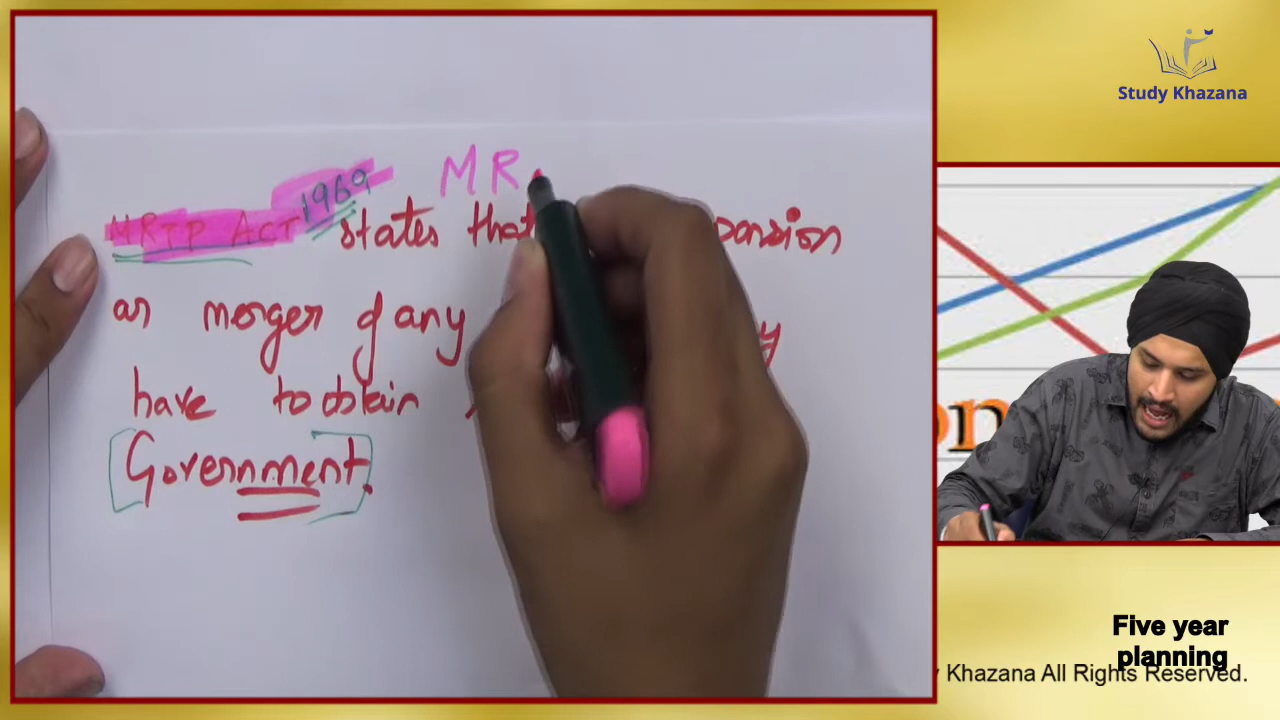 Study Khazana
MR
1969
MRTP ACT states that pansion
or merger of any y
have to obtain
Government.
Five year
planning
y Khazana All Rights Reserved.